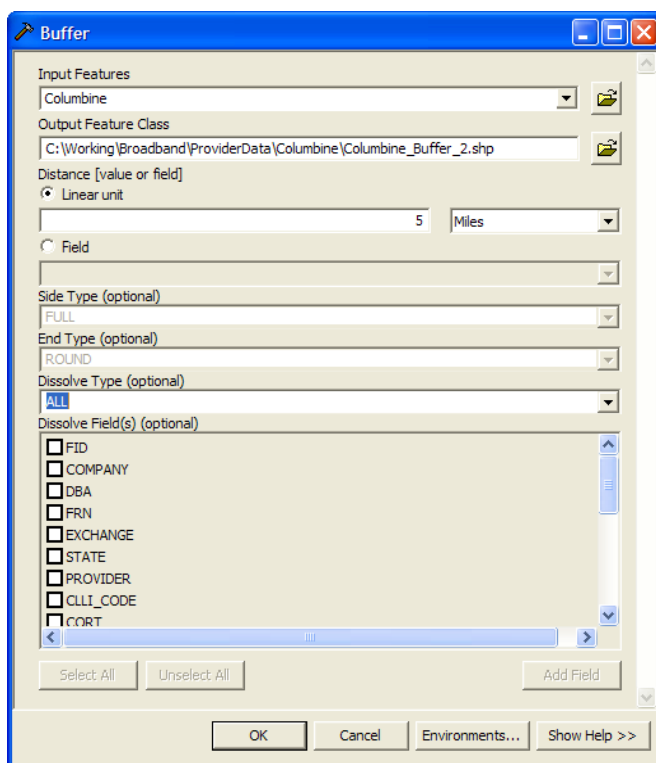 Buffer
Input Features
Columbine
Output Feature Class
C:\Working\Broadband\ProviderData\Columbine\Columbine_Buffer_2.shp
Distance [value or field]
Linear unit
5 Miles
Field
Side Type (optional)
FULL
End Type (optional)
ROUND
Dissolve Type (optional)
ALL
Dissolve Field(s) (optional)
FID
COMPANY
DBA
FRN
EXCHANGE
STATE
PROVIDER
CLLI_CODE
CORT
Select All Unselect All Add Field
OK Cancel Environments... Show Help >>